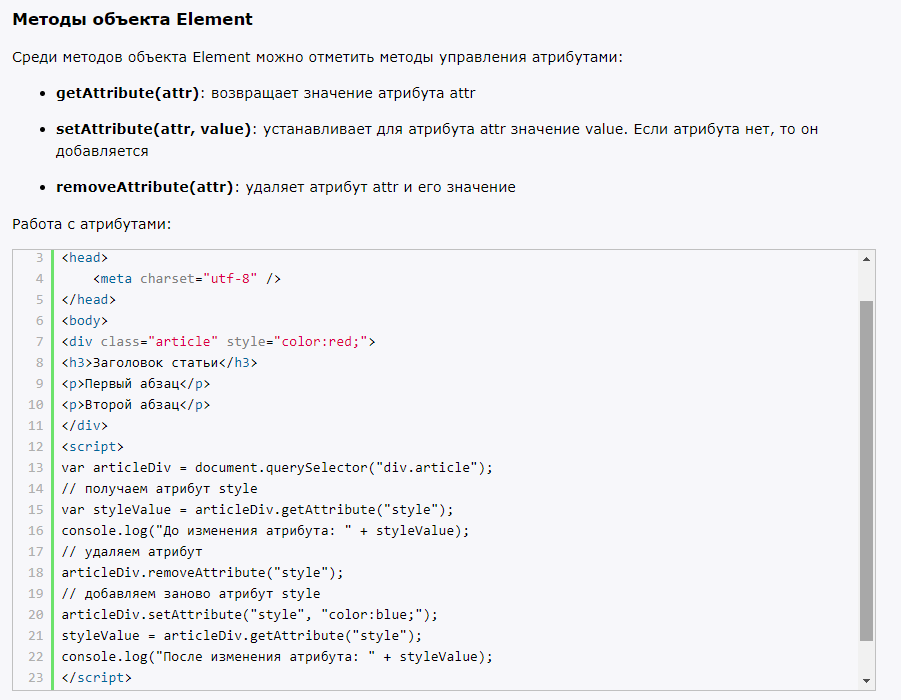 Методы объекта Element
Среди методов объекта Element можно отметить методы управления атрибутами:
• getAttribute(attr): возвращает значение атрибута attr
• setAttribute(attr, value): устанавливает для атрибута attr значение value. Если атрибута нет, то он
добавляется
• removeAttribute(attr): удаляет атрибут attr и его значение
Работа с атрибутами:
3 <head>
4     <meta charset="utf-8" />
5 </head>
6 <body>
7 <div class="article" style="color:red;">
8 <h3>Заголовок статьи</h3>
9 <p>Первый абзац</p>
10 <p>Второй абзац</p>
11 </div>
12 <script>
13 var articleDiv = document.querySelector("div.article");
14 // получаем атрибут style
15 var styleValue = articleDiv.getAttribute("style");
16 console.log("До изменения атрибута: " + styleValue);
17 // удаляем атрибут
18 articleDiv.removeAttribute("style");
19 // добавляем заново атрибут style
20 articleDiv.setAttribute("style", "color:blue;");
21 styleValue = articleDiv.getAttribute("style");
22 console.log("После изменения атрибута: " + styleValue);
23 </script>